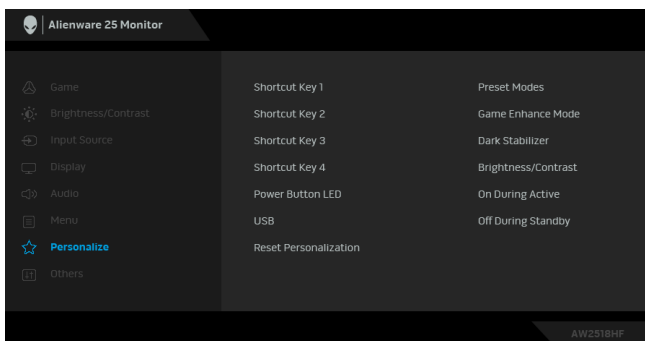 Alienware 25 Monitor
Game
Shortcut Key 1 Preset Modes
Brightness/Contrast Shortcut Key 2 Game Enhance Mode
Input Source Shortcut Key 3 Dark Stabilizer
Display Shortcut Key 4 Brightness/Contrast
Audio Power Button LED On During Active
Menu USB Off During Standby
Personalize Reset Personalization
Others
AW2518HF